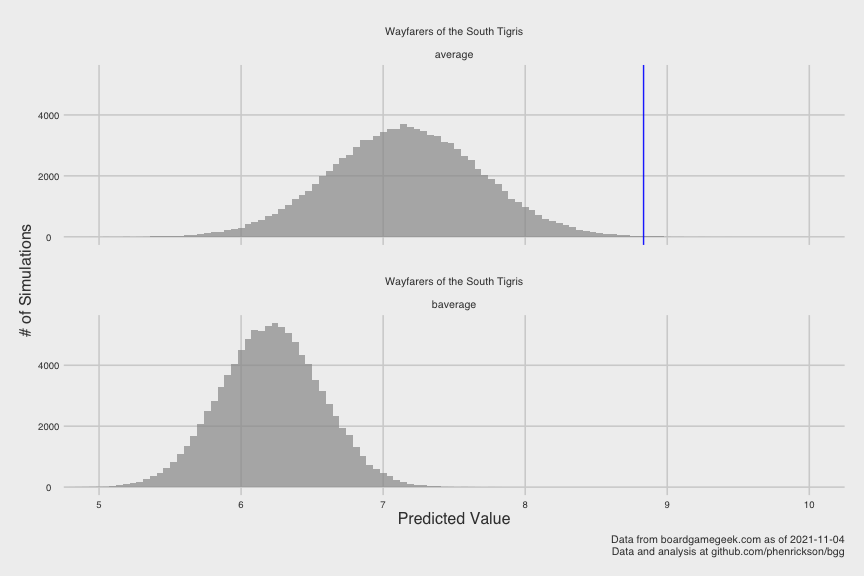 Wayfarers of the South Tigris
average
4000
2000
0
Wayfarers of the South Tigris
baverage
4000
2000
0
# of Simulations
5 6 7 8 9 10
Predicted Value
Data from boardgamegeek.com as of 2021-11-04
Data and analysis at github.com/phenrickson/bgg